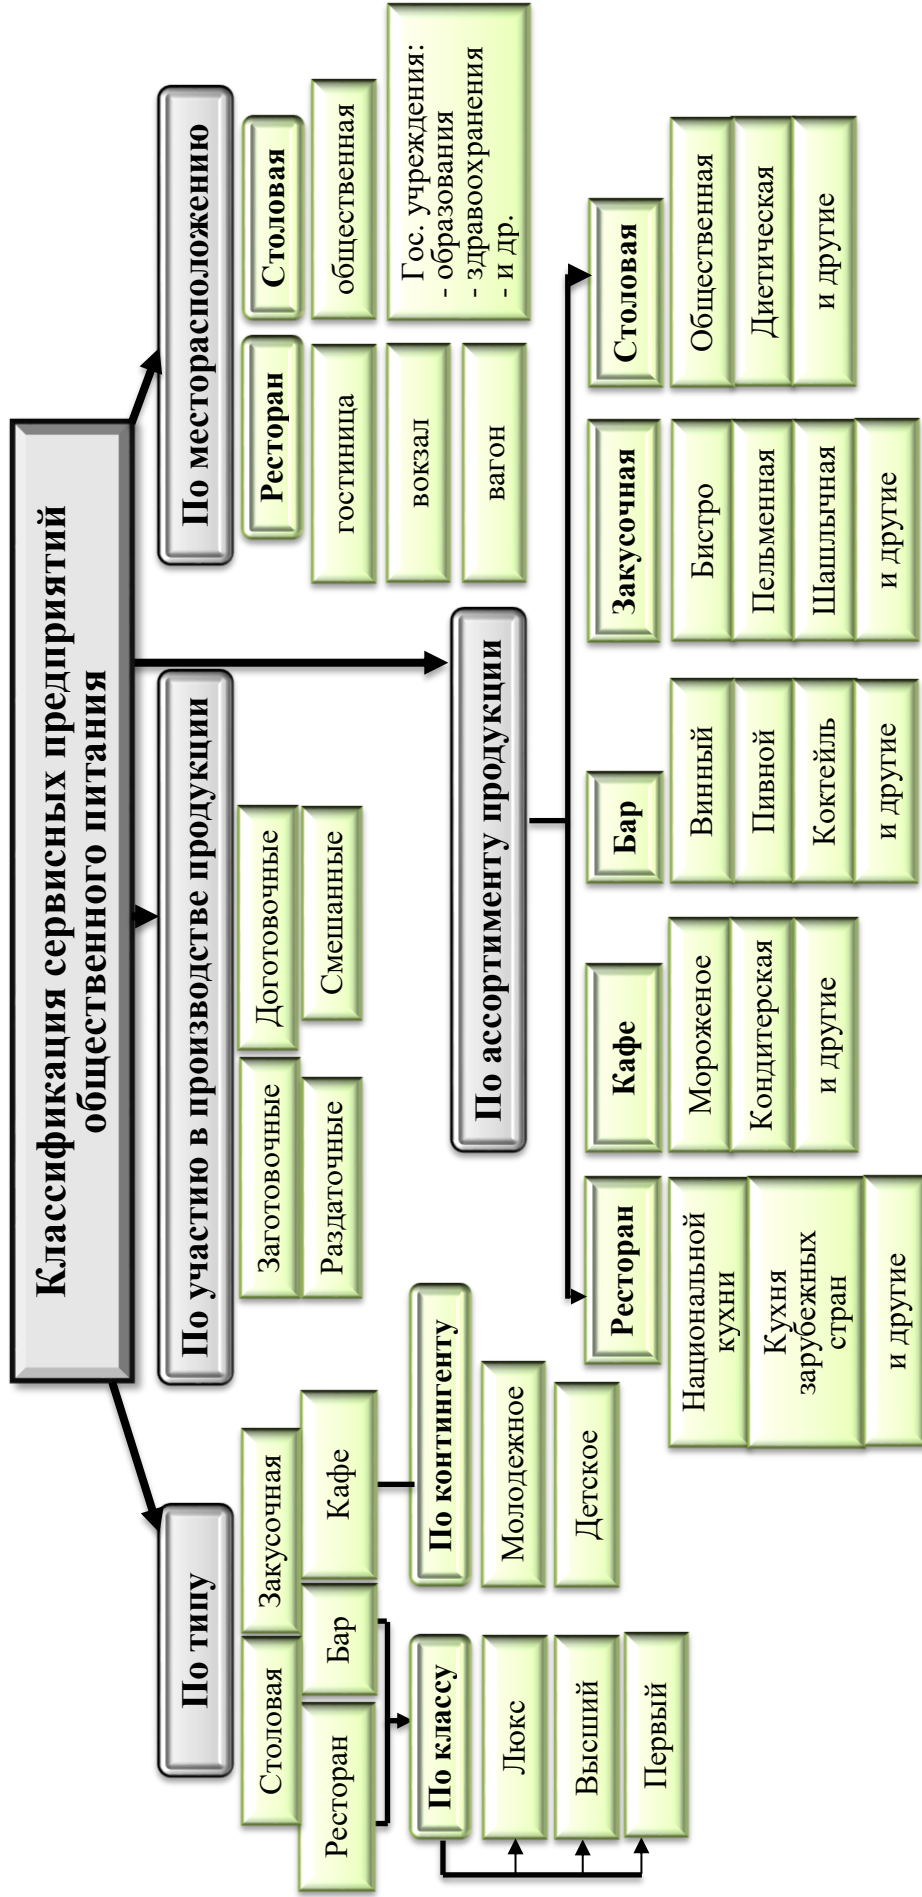 Классификация сервисных предприятий
общественного питания
По типу
Столовая
Закусочная
Ресторан
Бар
Кафе
По классу
Люкс
Высший
Первый
По контингенту
Молодежное
Детское
По участию в производстве продукции
Заготовочные
Доготовочные
Раздаточные
Смешанные
По месторасположению
Ресторан
гостиница
вокзал
вагон
Столовая
общественная
Гос. учреждения:
- образования
- здравоохранения
- и др.
По ассортименту продукции
Ресторан
Национальной
кухни
Кухня
зарубежных
стран
и другие
Кафе
Мороженое
Кондитерская
и другие
Бар
Винный
Пивной
Коктейль
и другие
Закусочная
Бистро
Пельменная
Шашлычная
и другие
Столовая
Общественная
Диетическая
и другие